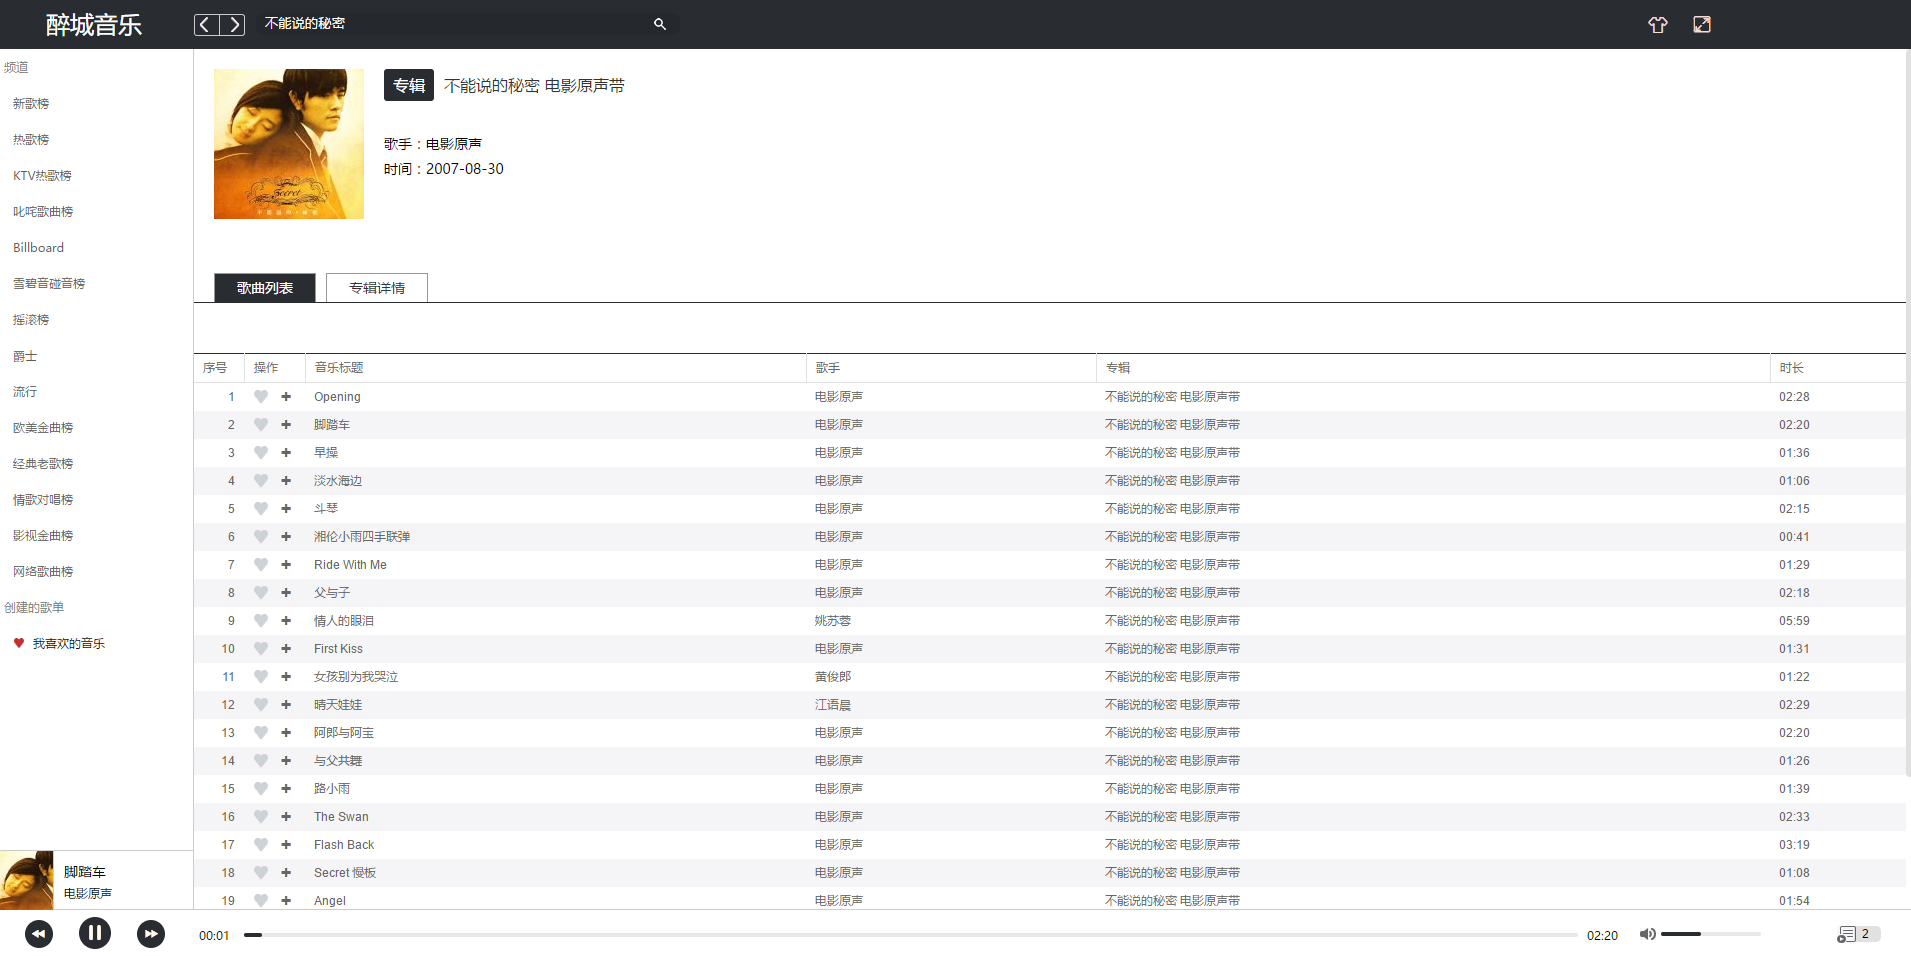 醉城音乐 不能说的秘密
频道
新歌榜
热歌榜
KTV热歌榜
叱咤歌曲榜
Billboard
雪碧音碰音榜
摇滚榜
爵士
流行
欧美金曲榜
经典老歌榜
情歌对唱榜
影视金曲榜
网络歌曲榜
创建的歌单
我喜欢的音乐
Secret
不能说的·秘密
专辑 不能说的秘密 电影原声带
歌手：电影原声
时间：2007-08-30
歌曲列表 专辑详情
序号 操作 音乐标题 歌手 专辑 时长
1 Opening 电影原声 不能说的秘密 电影原声带 02:28
2 脚踏车 电影原声 不能说的秘密 电影原声带 02:20
3 早操 电影原声 不能说的秘密 电影原声带 01:36
4 淡水海边 电影原声 不能说的秘密 电影原声带 01:06
5 斗琴 电影原声 不能说的秘密 电影原声带 02:15
6 湘伦小雨四手联弹 电影原声 不能说的秘密 电影原声带 00:41
7 Ride With Me 电影原声 不能说的秘密 电影原声带 01:29
8 父与子 电影原声 不能说的秘密 电影原声带 02:18
9 情人的眼泪 姚苏蓉 不能说的秘密 电影原声带 05:59
10 First Kiss 电影原声 不能说的秘密 电影原声带 01:31
11 女孩别为我哭泣 黄俊郎 不能说的秘密 电影原声带 01:22
12 晴天娃娃 江语晨 不能说的秘密 电影原声带 02:29
13 阿郎与阿宝 电影原声 不能说的秘密 电影原声带 02:20
14 与父共舞 电影原声 不能说的秘密 电影原声带 01:26
15 路小雨 电影原声 不能说的秘密 电影原声带 01:39
16 The Swan 电影原声 不能说的秘密 电影原声带 02:33
17 Flash Back 电影原声 不能说的秘密 电影原声带 03:19
18 Secret 慢板 电影原声 不能说的秘密 电影原声带 01:08
19 Angel 电影原声 不能说的秘密 电影原声带 01:54
脚踏车
电影原声
00:01 02:20 2